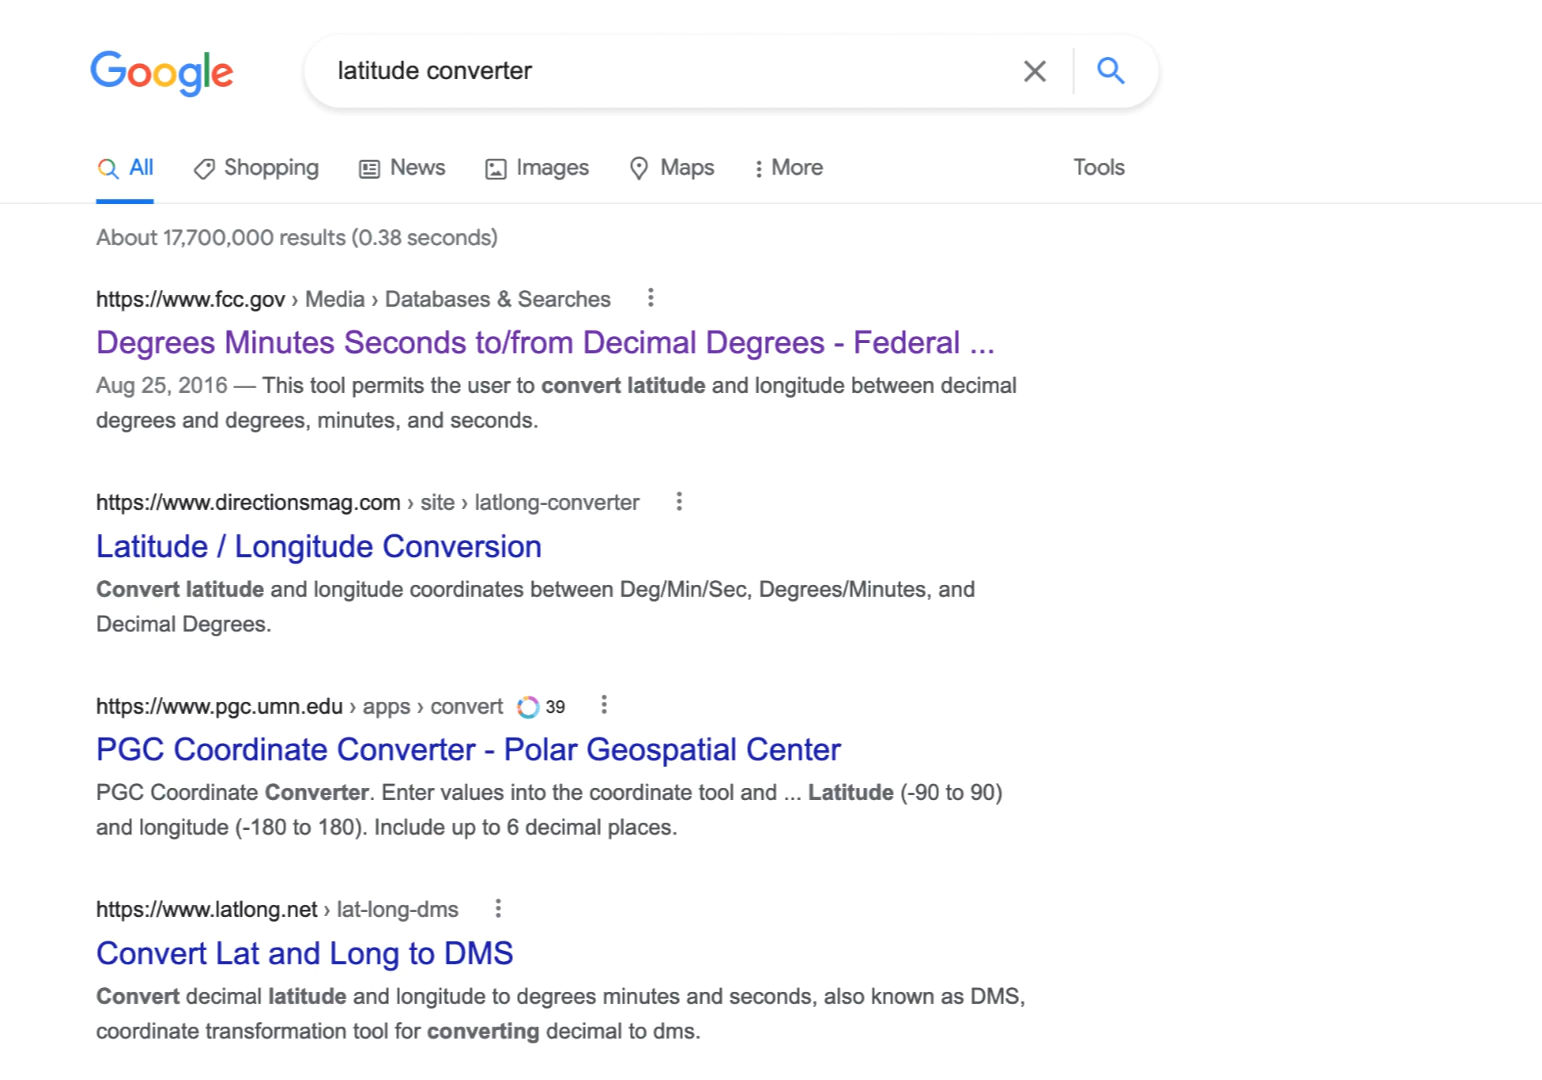 Google
latitude converter
All Shopping News Images Maps More Tools
About 17,700,000 results (0.38 seconds)
https://www.fcc.gov › Media › Databases & Searches
Degrees Minutes Seconds to/from Decimal Degrees - Federal ...
Aug 25, 2016 — This tool permits the user to convert latitude and longitude between decimal
degrees and degrees, minutes, and seconds.
https://www.directionsmag.com › site › latlong-converter
Latitude / Longitude Conversion
Convert latitude and longitude coordinates between Deg/Min/Sec, Degrees/Minutes, and
Decimal Degrees.
https://www.pgc.umn.edu › apps › convert 39
PGC Coordinate Converter - Polar Geospatial Center
PGC Coordinate Converter. Enter values into the coordinate tool and ... Latitude (-90 to 90)
and longitude (-180 to 180). Include up to 6 decimal places.
https://www.latlong.net › lat-long-dms
Convert Lat and Long to DMS
Convert decimal latitude and longitude to degrees minutes and seconds, also known as DMS,
coordinate transformation tool for converting decimal to dms.